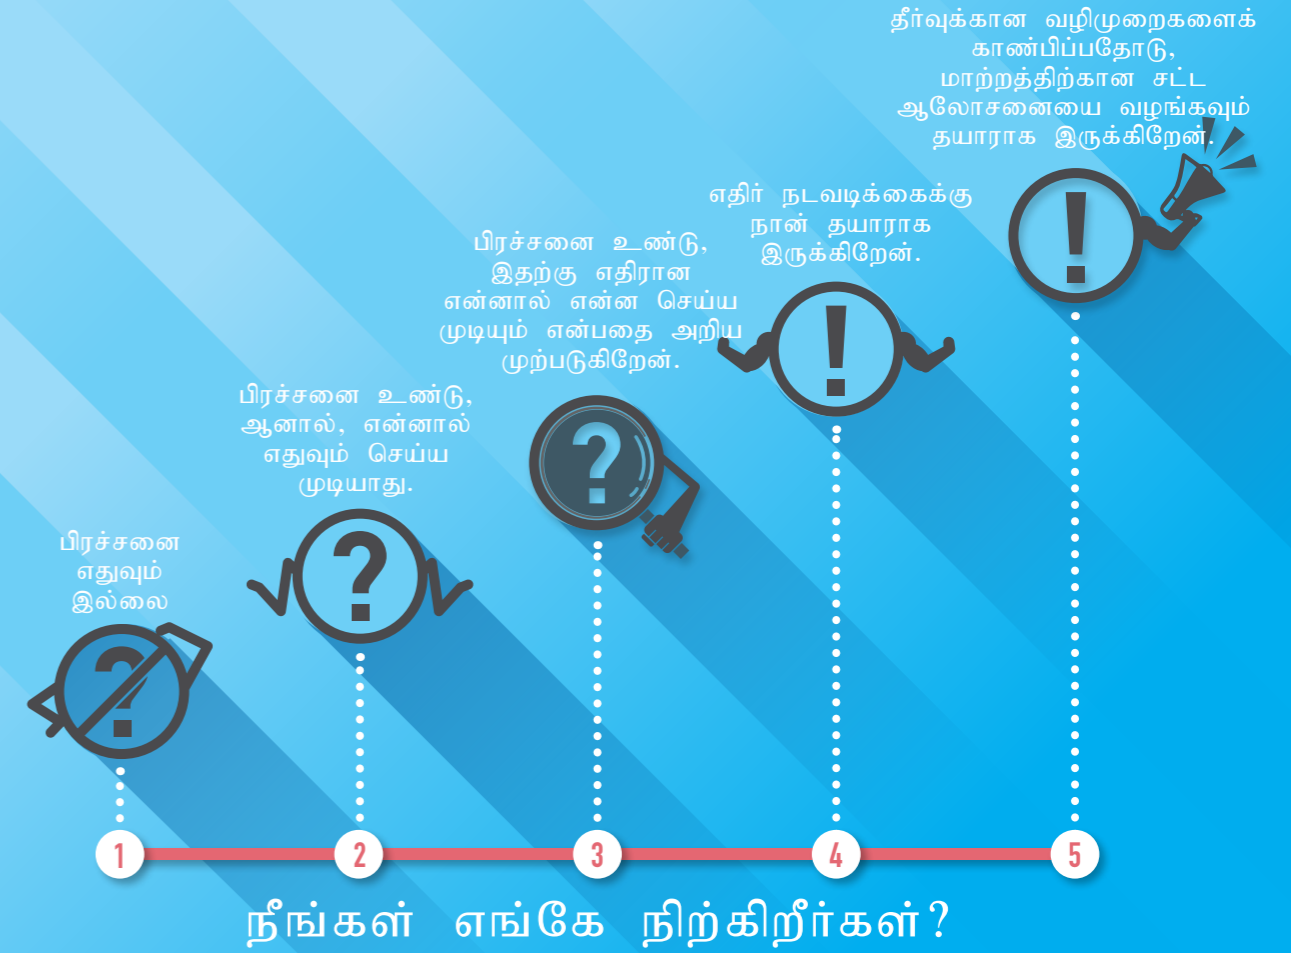 பிரச்சனை
எதுவும்
இல்லை
பிரச்சனை உண்டு,
ஆனால், என்னால்
எதுவும் செய்ய
முடியாது.
பிரச்சனை உண்டு,
இதற்கு எதிரான
என்னால் என்ன செய்ய
முடியும் என்பதை அறிய
முற்படுகிறேன்.
எதிர் நடவடிக்கைக்கு
நான் தயாராக
இருக்கிறேன்.
தீர்வுக்கான வழிமுறைகளைக்
காண்பிப்பதோடு,
மாற்றத்திற்கான சட்ட
ஆலோசனையை வழங்கவும்
தயாராக இருக்கிறேன்.
1 2 3 4 5
நீங்கள் எங்கே நிற்கிறீர்கள்?